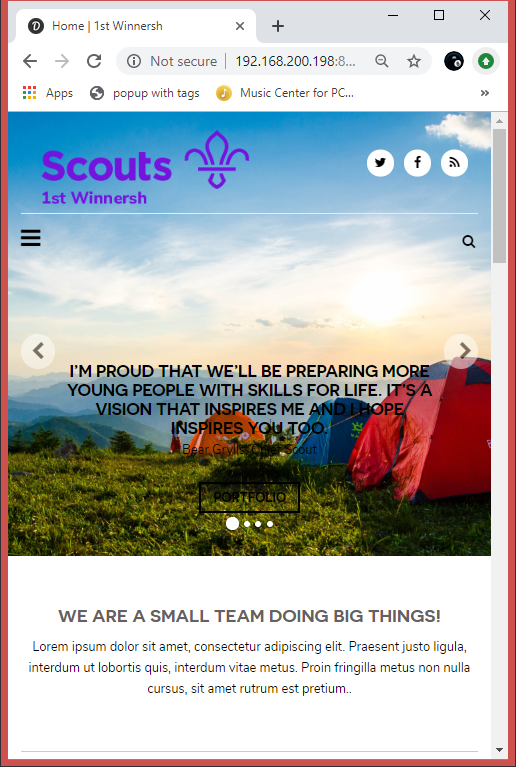 Home | 1st Winnersh
Not secure | 192.168.200.198:8...
Apps popup with tags Music Center for PC...
Scouts
1st Winnersh
I'M PROUD THAT WE'LL BE PREPARING MORE
YOUNG PEOPLE WITH SKILLS FOR LIFE. IT'S A
VISION THAT INSPIRES ME AND I HOPE
INSPIRES YOU TOO.
Bear Grylls Chief Scout
PORTFOLIO
WE ARE A SMALL TEAM DOING BIG THINGS!
Lorem ipsum dolor sit amet, consectetur adipiscing elit. Praesent justo ligula,
interdum ut lobortis quis, interdum vitae metus. Proin fringilla metus non nulla
cursus, sit amet rutrum est pretium..